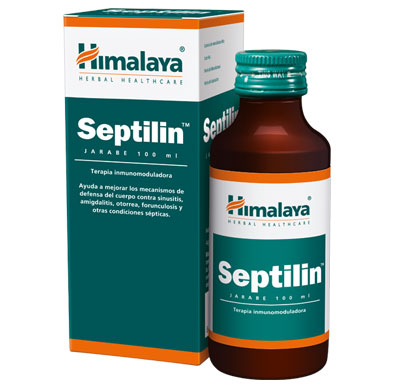 Himalaya®
HERBAL HEALTHCARE
Septilin™
JARABE 100 ml
Terapia inmunomoduladora
Ayuda a mejorar los mecanismos de
defensa del cuerpo contra sinusitis,
amigdalitis, otorrea, forunculosis y
otras condiciones sépticas.
Himalaya®
HERBAL HEALTHCARE
Septilin™
JARABE 100 ml
Terapia inmunomoduladora